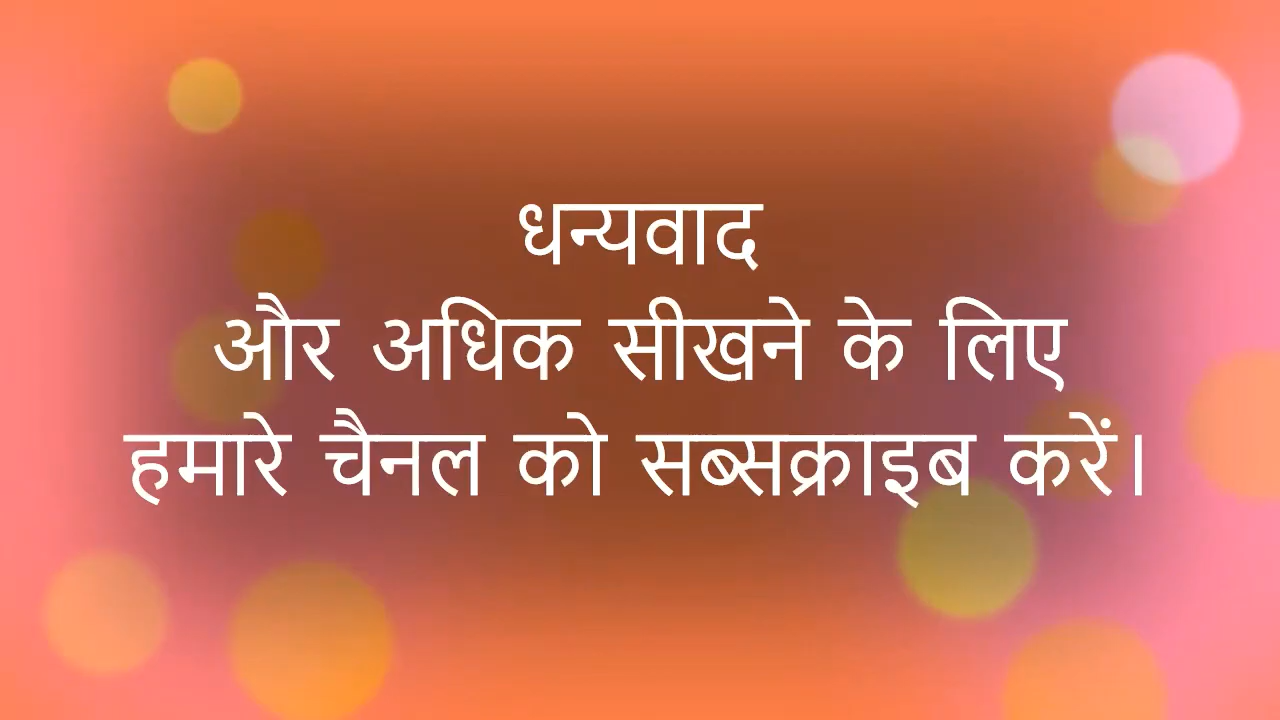 धन्यवाद
और अधिक सीखने के लिए
हमारे चैनल को सब्सक्राइब करें।